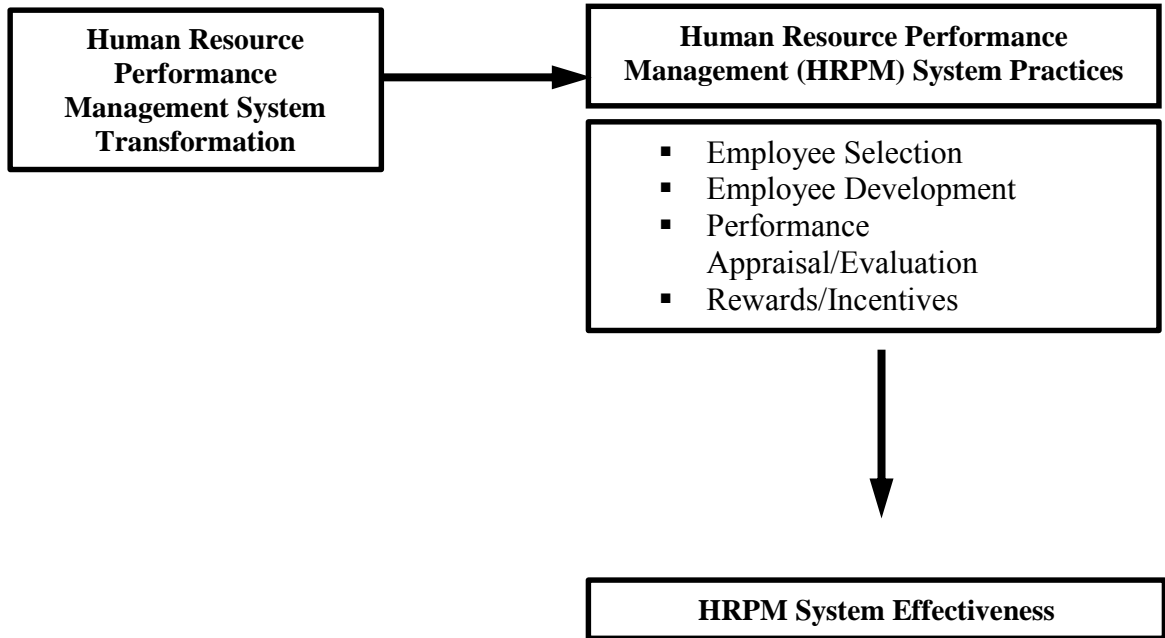 Human Resource
Performance
Management System
Transformation
Human Resource Performance
Management (HRPM) System Practices
▪ Employee Selection
▪ Employee Development
▪ Performance
Appraisal/Evaluation
▪ Rewards/Incentives
HRPM System Effectiveness